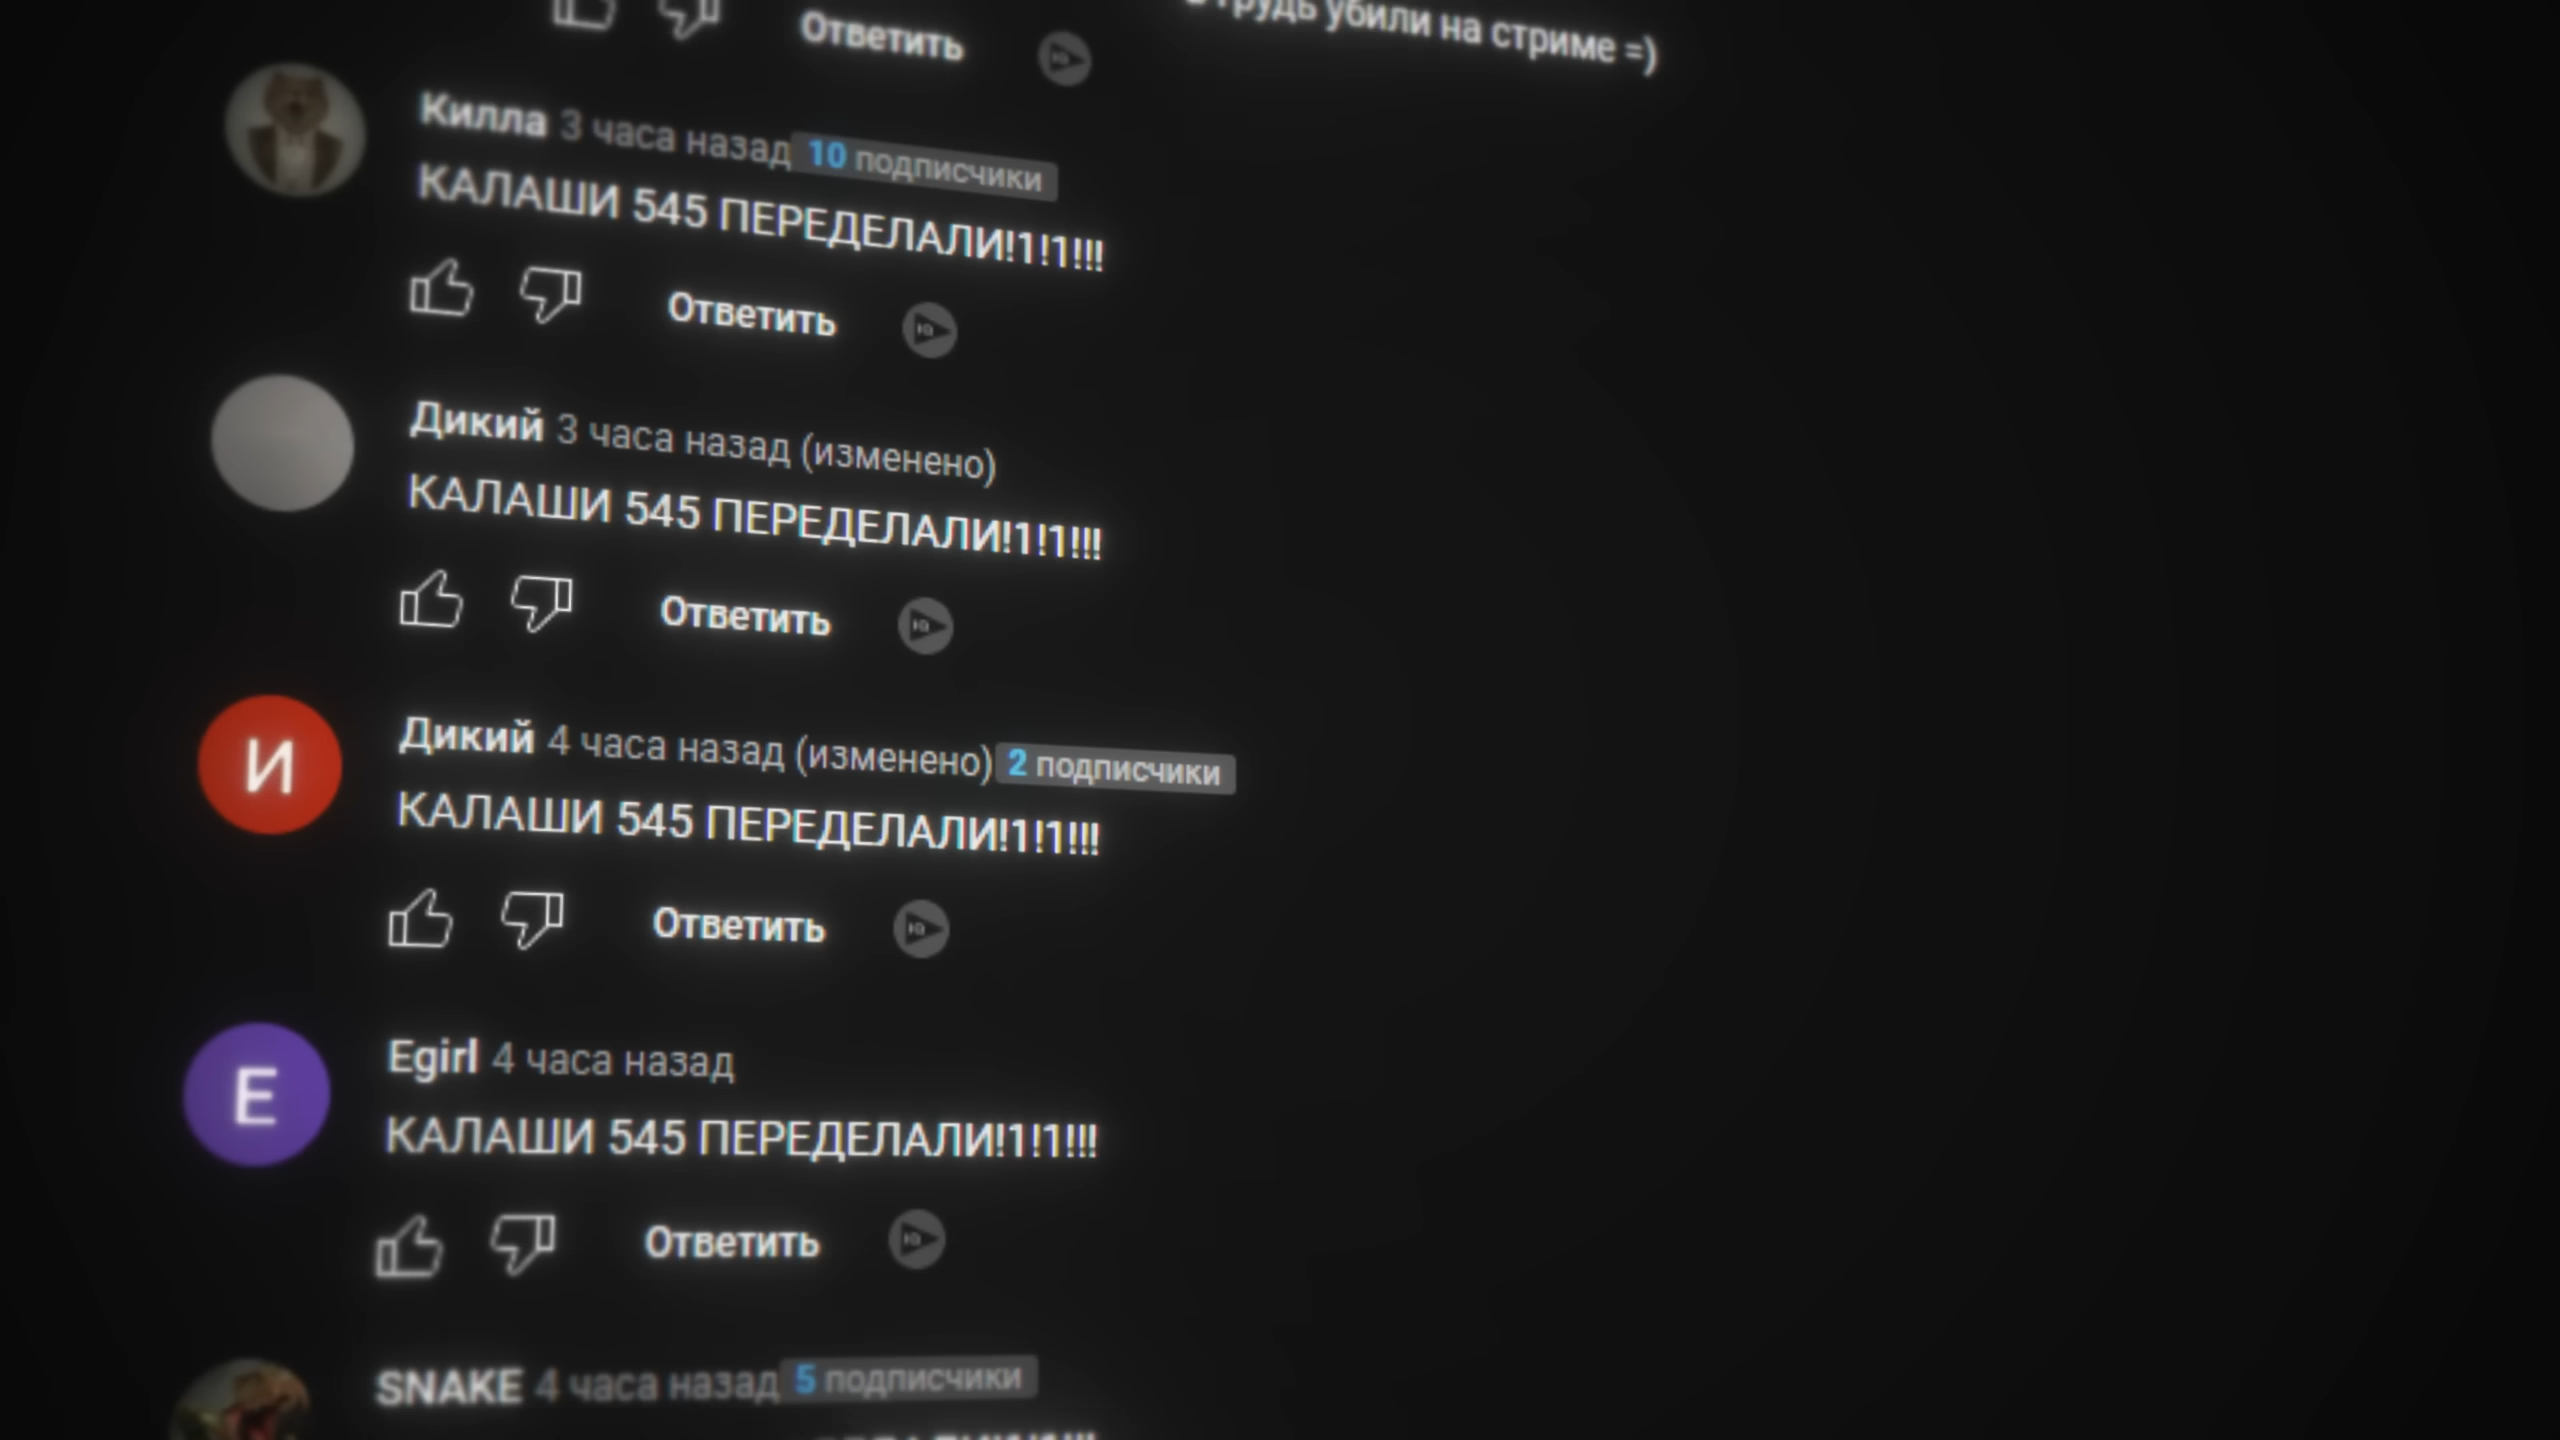 Ответить
грудь убили на стриме =)
Килла 3 часа назад 10 подписчики
КАЛАШИ 545 ПЕРЕДЕЛАЛИ!1!1!!!
Ответить
Дикий 3 часа назад (изменено)
КАЛАШИ 545 ПЕРЕДЕЛАЛИ!1!1!!!
Ответить
И
Дикий 4 часа назад (изменено) 2 подписчики
КАЛАШИ 545 ПЕРЕДЕЛАЛИ!1!1!!!
Ответить
E
Egirl 4 часа назад
КАЛАШИ 545 ПЕРЕДЕЛАЛИ!1!1!!!
Ответить
SNAKE 4 часа назад 5 подписчики